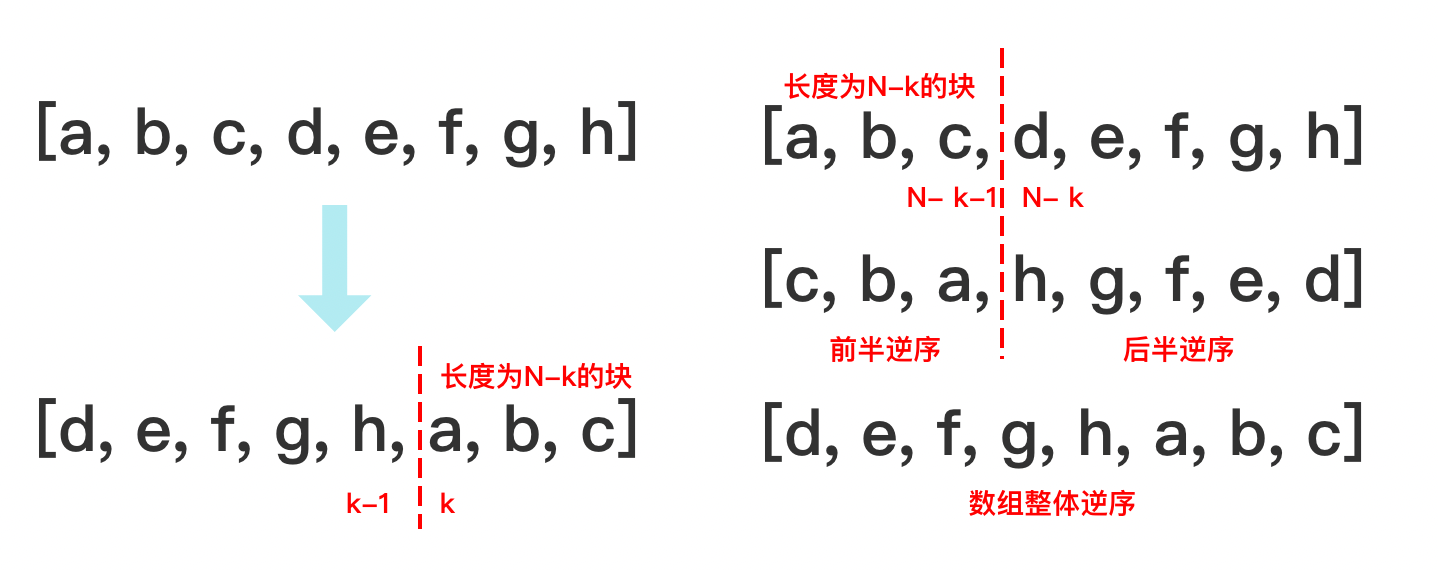 [a, b, c, d, e, f, g, h]
[d, e, f, g, h, a, b, c]
长度为N-k的块
k-1
k
长度为N-k的块
[a, b, c, d, e, f, g, h]
N- k-1
N- k
[c, b, a, h, g, f, e, d]
前半逆序
后半逆序
[d, e, f, g, h, a, b, c]
数组整体逆序